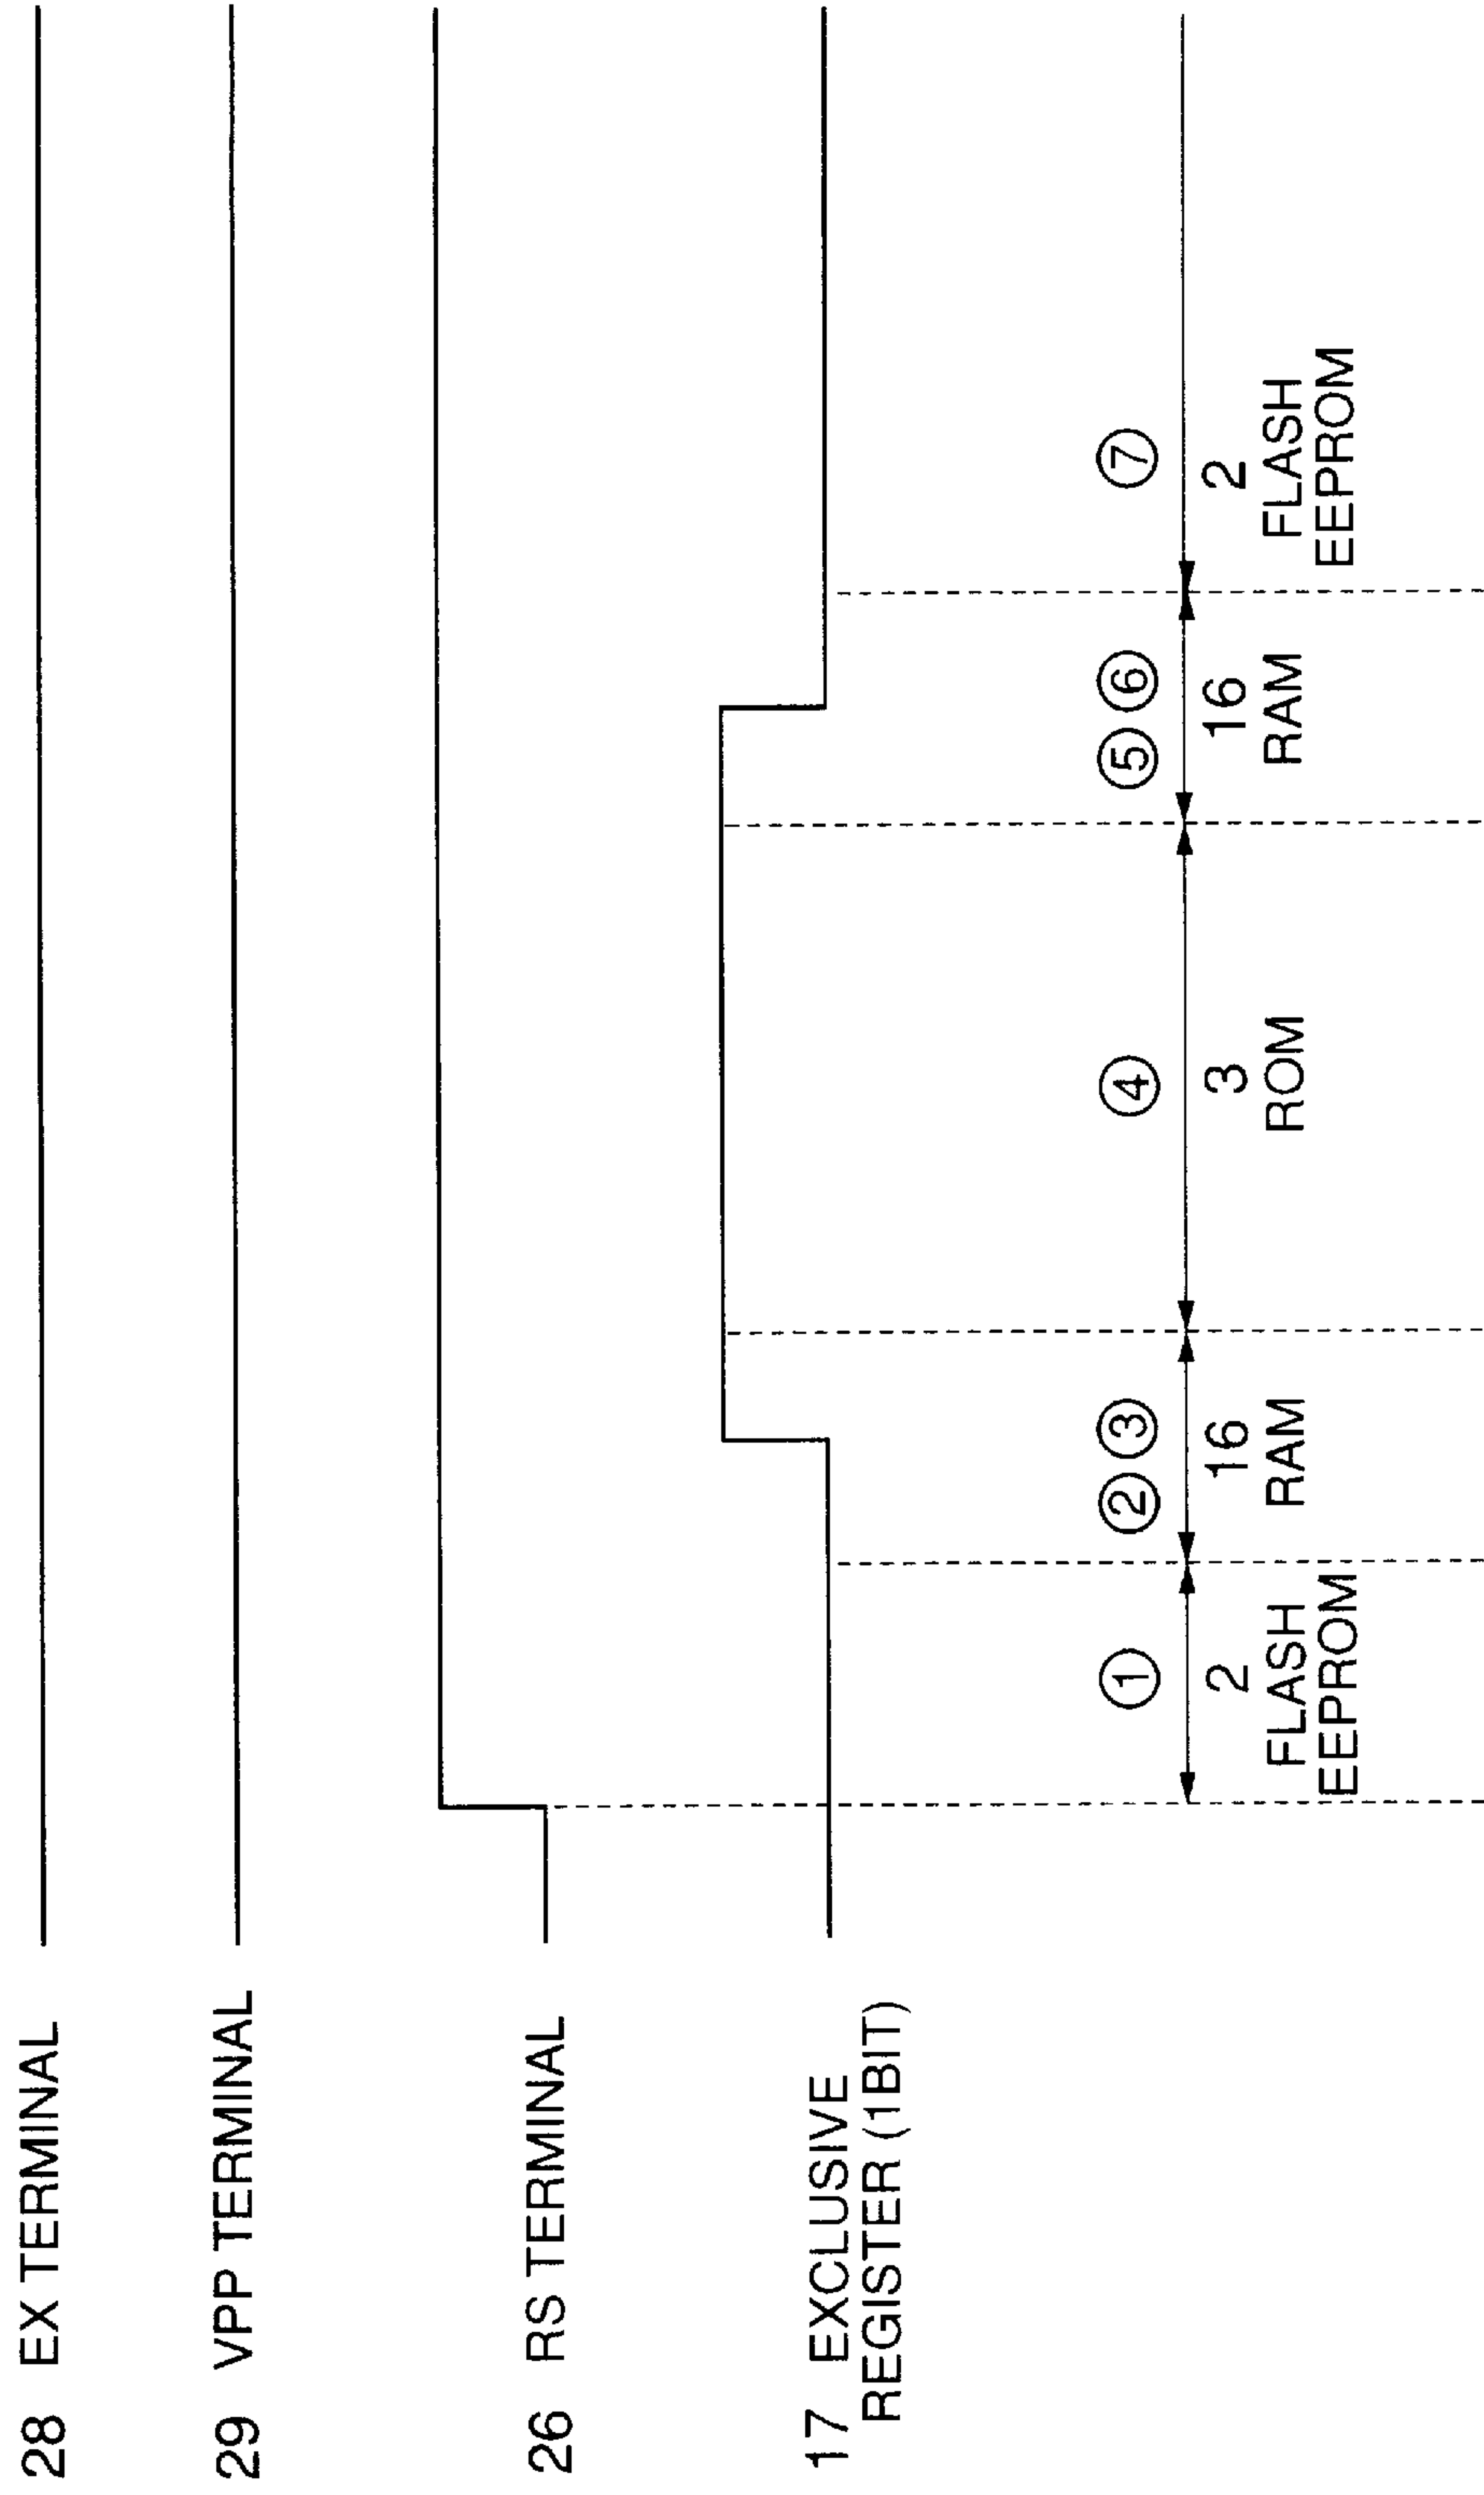 28 EX TERMINAL
29 VPP TERMINAL
26 RS TERMINAL
17 EXCLUSIVE
REGISTER (1BIT)
① ②③ ④ ⑤⑥ ⑦
2 16 3 16 2
FLASH RAM ROM RAM FLASH
EEPROM EEPROM